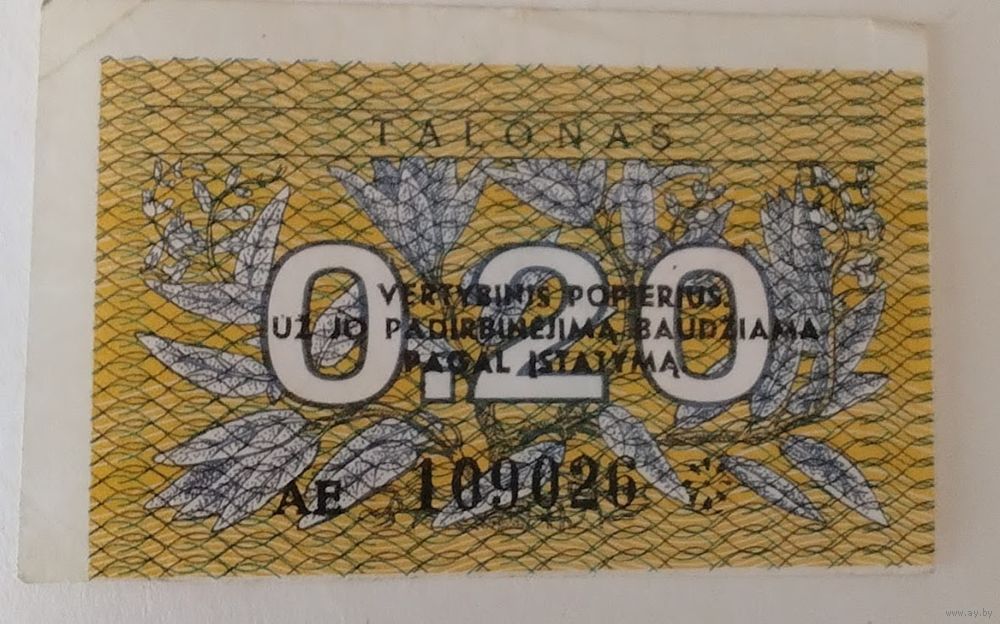 TALONAS
0.20
VERTYBINIS POPIERIUS.
UŽ JO PADIRBINĖJIMĄ BAUDŽIAMA
PAGAL ĮSTATYMĄ
AE 109026
www.ay.by